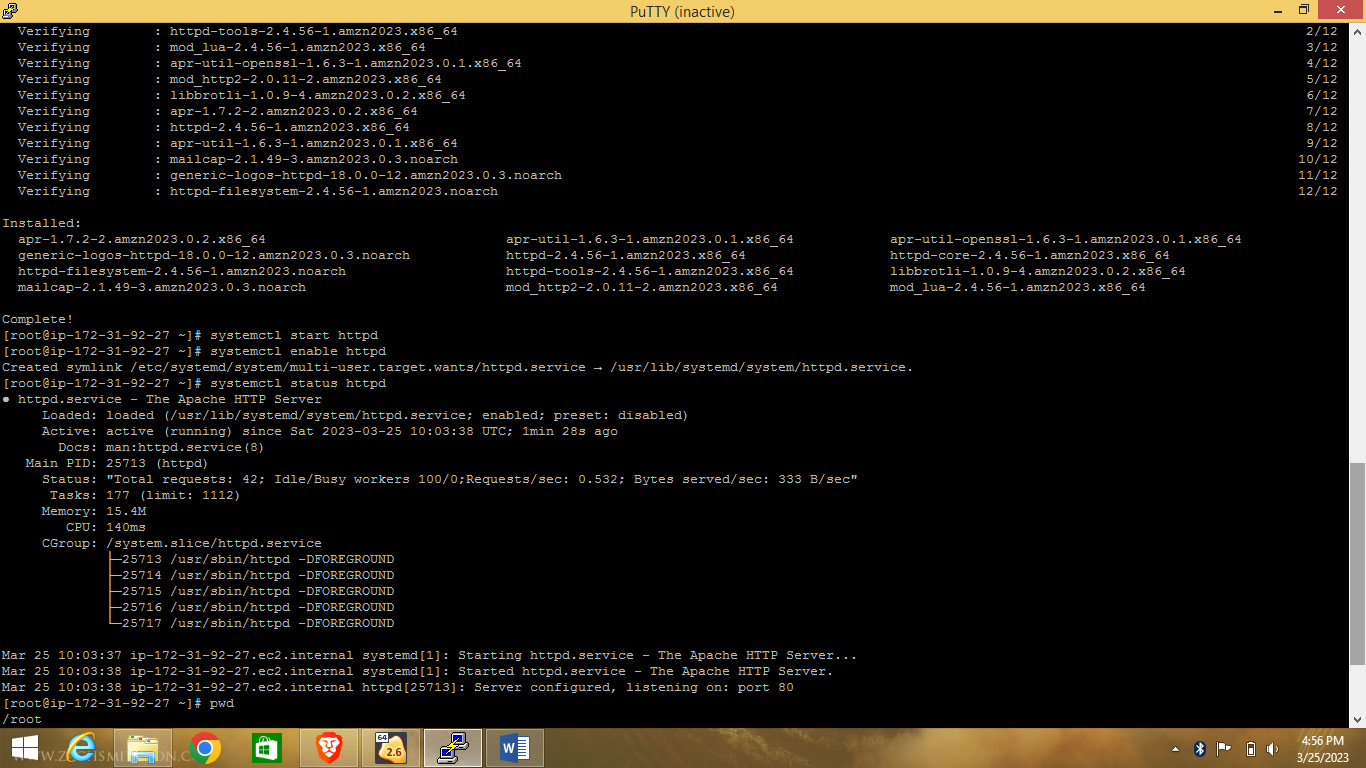 PuTTY (inactive)
Verifying : httpd-tools-2.4.56-1.amzn2023.x86_64 2/12
Verifying : mod_lua-2.4.56-1.amzn2023.x86_64 3/12
Verifying : apr-util-openssl-1.6.3-1.amzn2023.0.1.x86_64 4/12
Verifying : mod_http2-2.0.11-2.amzn2023.x86_64 5/12
Verifying : libbrotli-1.0.9-4.amzn2023.0.2.x86_64 6/12
Verifying : apr-1.7.2-2.amzn2023.0.2.x86_64 7/12
Verifying : httpd-2.4.56-1.amzn2023.x86_64 8/12
Verifying : apr-util-1.6.3-1.amzn2023.0.1.x86_64 9/12
Verifying : mailcap-2.1.49-3.amzn2023.0.3.noarch 10/12
Verifying : generic-logos-httpd-18.0.0-12.amzn2023.0.3.noarch 11/12
Verifying : httpd-filesystem-2.4.56-1.amzn2023.noarch 12/12
Installed:
apr-1.7.2-2.amzn2023.0.2.x86_64 apr-util-1.6.3-1.amzn2023.0.1.x86_64 apr-util-openssl-1.6.3-1.amzn2023.0.1.x86_64
generic-logos-httpd-18.0.0-12.amzn2023.0.3.noarch httpd-2.4.56-1.amzn2023.x86_64 httpd-core-2.4.56-1.amzn2023.x86_64
httpd-filesystem-2.4.56-1.amzn2023.noarch httpd-tools-2.4.56-1.amzn2023.x86_64 libbrotli-1.0.9-4.amzn2023.0.2.x86_64
mailcap-2.1.49-3.amzn2023.0.3.noarch mod_http2-2.0.11-2.amzn2023.x86_64 mod_lua-2.4.56-1.amzn2023.x86_64
Complete!
[root@ip-172-31-92-27 ~]# systemctl start httpd
[root@ip-172-31-92-27 ~]# systemctl enable httpd
Created symlink /etc/systemd/system/multi-user.target.wants/httpd.service → /usr/lib/systemd/system/httpd.service.
[root@ip-172-31-92-27 ~]# systemctl status httpd
● httpd.service - The Apache HTTP Server
Loaded: loaded (/usr/lib/systemd/system/httpd.service; enabled; preset: disabled)
Active: active (running) since Sat 2023-03-25 10:03:38 UTC; 1min 28s ago
Docs: man:httpd.service(8)
Main PID: 25713 (httpd)
Status: "Total requests: 42; Idle/Busy workers 100/0;Requests/sec: 0.532; Bytes served/sec: 333 B/sec"
Tasks: 177 (limit: 1112)
Memory: 15.4M
CPU: 140ms
CGroup: /system.slice/httpd.service
├─25713 /usr/sbin/httpd -DFOREGROUND
├─25714 /usr/sbin/httpd -DFOREGROUND
├─25715 /usr/sbin/httpd -DFOREGROUND
├─25716 /usr/sbin/httpd -DFOREGROUND
└─25717 /usr/sbin/httpd -DFOREGROUND
Mar 25 10:03:37 ip-172-31-92-27.ec2.internal systemd[1]: Starting httpd.service - The Apache HTTP Server...
Mar 25 10:03:38 ip-172-31-92-27.ec2.internal systemd[1]: Started httpd.service - The Apache HTTP Server.
Mar 25 10:03:38 ip-172-31-92-27.ec2.internal httpd[25713]: Server configured, listening on: port 80
[root@ip-172-31-92-27 ~]# pwd
/root
64
2.6
W
4:56 PM
3/25/2023